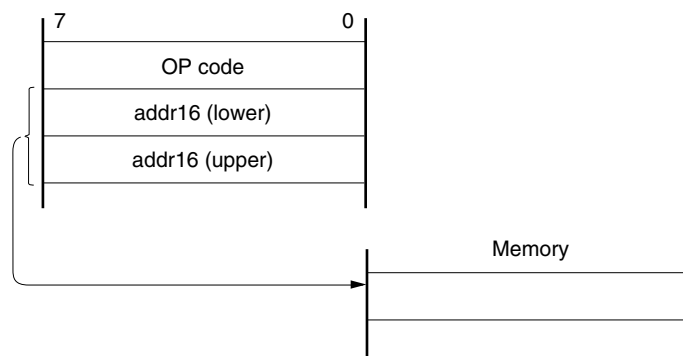 7 0
OP code
addr16 (lower)
addr16 (upper)
Memory